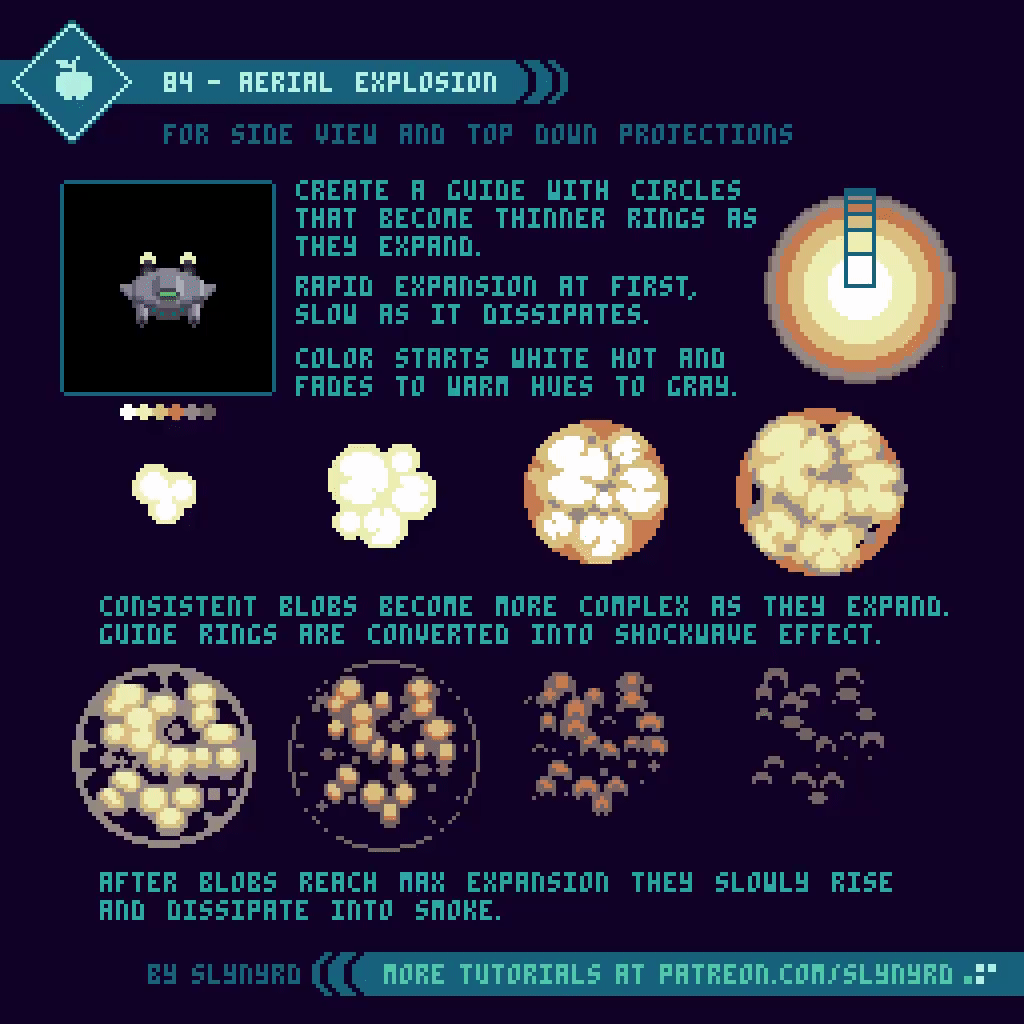 84 - AERIAL EXPLOSION
FOR SIDE VIEW AND TOP DOWN PROJECTIONS
CREATE A GUIDE WITH CIRCLES
THAT BECOME THINNER RINGS AS
THEY EXPAND.
RAPID EXPANSION AT FIRST,
SLOW AS IT DISSIPATES.
COLOR STARTS WHITE HOT AND
FADES TO WARM HUES TO GRAY.
CONSISTENT BLOBS BECOME MORE COMPLEX AS THEY EXPAND.
GUIDE RINGS ARE CONVERTED INTO SHOCKWAVE EFFECT.
AFTER BLOBS REACH MAX EXPANSION THEY SLOWLY RISE
AND DISSIPATE INTO SMOKE.
BY SLYNYRD
MORE TUTORIALS AT PATREON.COM/SLYNYRD